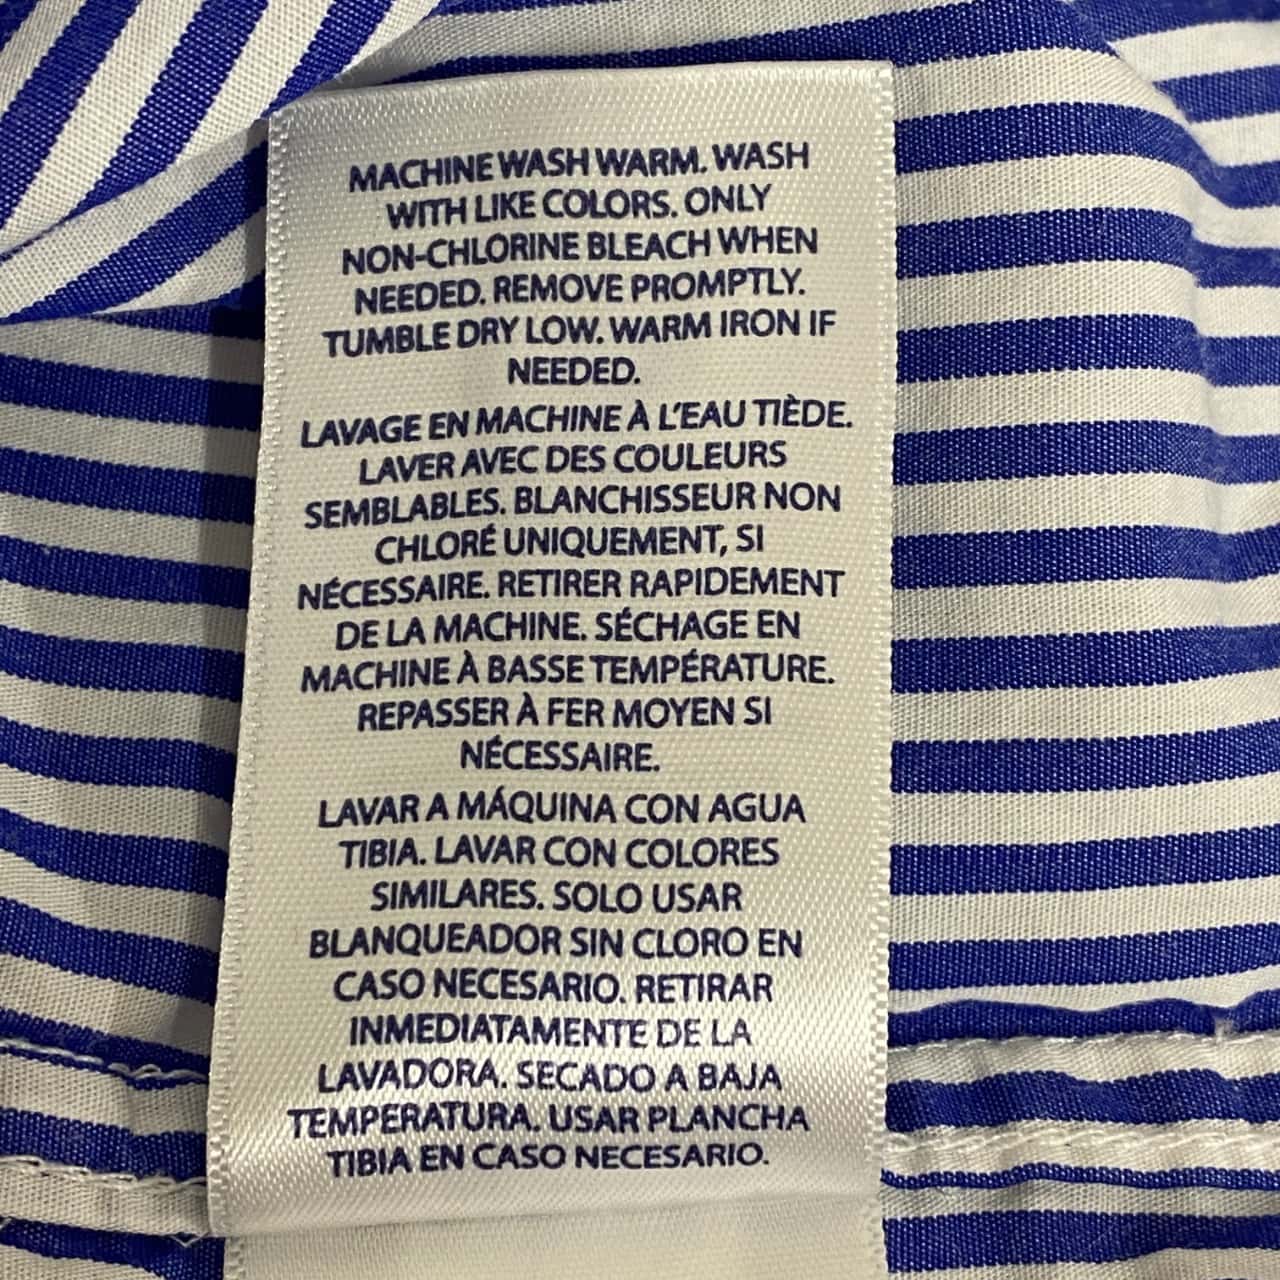 MACHINE WASH WARM. WASH
WITH LIKE COLORS. ONLY
NON-CHLORINE BLEACH WHEN
NEEDED. REMOVE PROMPTLY.
TUMBLE DRY LOW. WARM IRON IF
NEEDED.
LAVAGE EN MACHINE À L'EAU TIÈDE.
LAVER AVEC DES COULEURS
SEMBLABLES. BLANCHISSEUR NON
CHLORÉ UNIQUEMENT, SI
NÉCESSAIRE. RETIRER RAPIDEMENT
DE LA MACHINE. SÉCHAGE EN
MACHINE À BASSE TEMPÉRATURE.
REPASSER À FER MOYEN SI
NÉCESSAIRE.
LAVAR A MÁQUINA CON AGUA
TIBIA. LAVAR CON COLORES
SIMILARES. SOLO USAR
BLANQUEADOR SIN CLORO EN
CASO NECESARIO. RETIRAR
INMEDIATAMENTE DE LA
LAVADORA. SECADO A BAJA
TEMPERATURA. USAR PLANCHA
TIBIA EN CASO NECESARIO.